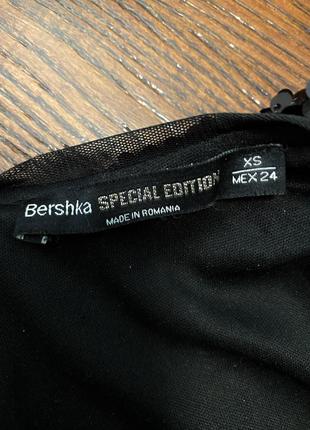 Bershka SPECIAL EDITION
MADE IN ROMANIA
XS
MEX 24